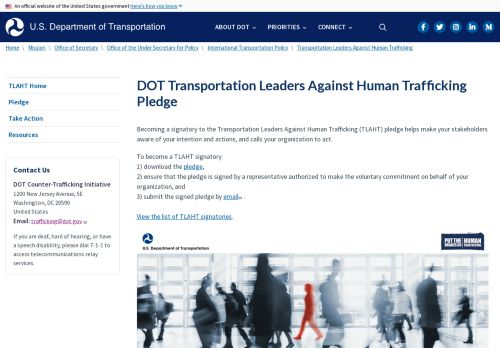 An official website of the United States government Here's how you know
U.S. Department of Transportation
ABOUT DOT PRIORITIES CONNECT
Home Mission Office of Secretary Office of the Under Secretary for Policy International Transportation Policy Transportation Leaders Against Human Trafficking
TLAHT Home
Pledge
Take Action
Resources
Contact Us
DOT Counter-Trafficking Initiative
1200 New Jersey Avenue, SE
Washington, DC 20590
United States
Email: trafficking@dot.gov
If you are deaf, hard of hearing, or have
a speech disability, please dial 7-1-1 to
access telecommunications relay
services.
DOT Transportation Leaders Against Human Trafficking
Pledge
Becoming a signatory to the Transportation Leaders Against Human Trafficking (TLAHT) pledge helps make your stakeholders
aware of your intention and actions, and calls your organization to act.
To become a TLAHT signatory:
1) download the pledge,
2) ensure that the pledge is signed by a representative authorized to make the voluntary commitment on behalf of your
organization, and
3) submit the signed pledge by email .
View the list of TLAHT signatories.
U.S. Department of Transportation
PUT THE HUMAN